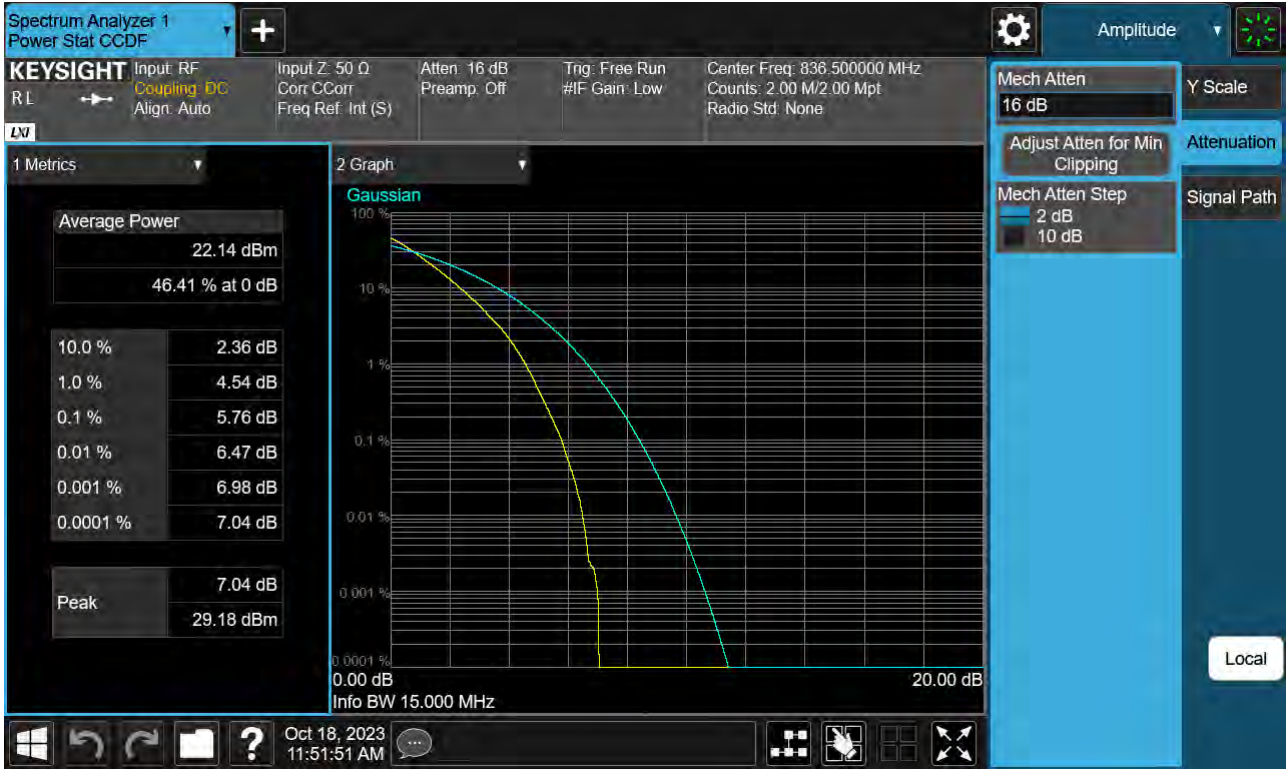 Spectrum Analyzer 1
Power Stat CCDF
+
Amplitude
KEYSIGHT
R L
LXI
Input: RF
Coupling: DC
Align: Auto
Input Z: 50 Ω
Corr CCorr
Freq Ref: Int (S)
Atten: 16 dB
Preamp: Off
Trig: Free Run
#IF Gain: Low
Center Freq: 836.500000 MHz
Counts: 2.00 M/2.00 Mpt
Radio Std: None
Mech Atten
16 dB
Adjust Atten for Min
Clipping
Mech Atten Step
2 dB
10 dB
Y Scale
Attenuation
Signal Path
Local
1 Metrics
Average Power
22.14 dBm
46.41 % at 0 dB
10.0 % 2.36 dB
1.0 % 4.54 dB
0.1 % 5.76 dB
0.01 % 6.47 dB
0.001 % 6.98 dB
0.0001 % 7.04 dB
Peak
7.04 dB
29.18 dBm
2 Graph
Gaussian
100 %
10 %
1 %
0.1 %
0.01 %
0.001 %
0.0001 %
0.00 dB 20.00 dB
Info BW 15.000 MHz
?
Oct 18, 2023
11:51:51 AM